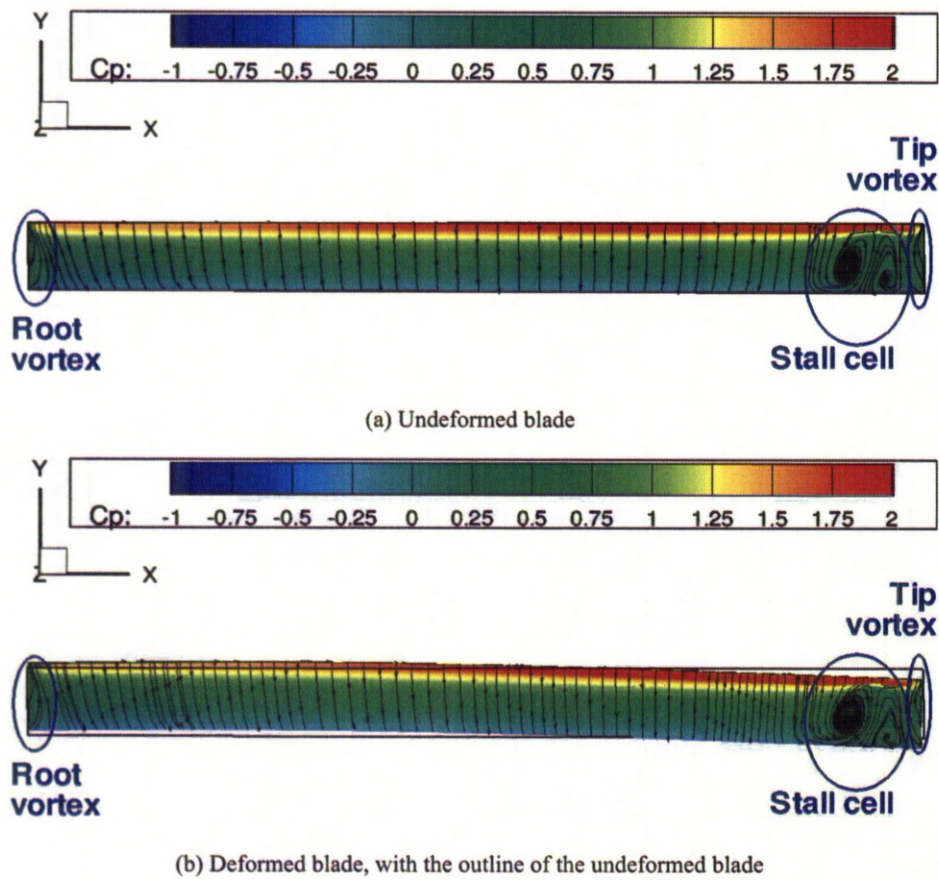 Y
Cp: -1 -0.75 -0.5 -0.25 0 0.25 0.5 0.75 1 1.25 1.5 1.75 2
Z X
Tip
vortex
Root
vortex
Stall cell
(a) Undeformed blade
Y
Cp: -1 -0.75 -0.5 -0.25 0 0.25 0.5 0.75 1 1.25 1.5 1.75 2
Z X
Tip
vortex
Root
vortex
Stall cell
(b) Deformed blade, with the outline of the undeformed blade